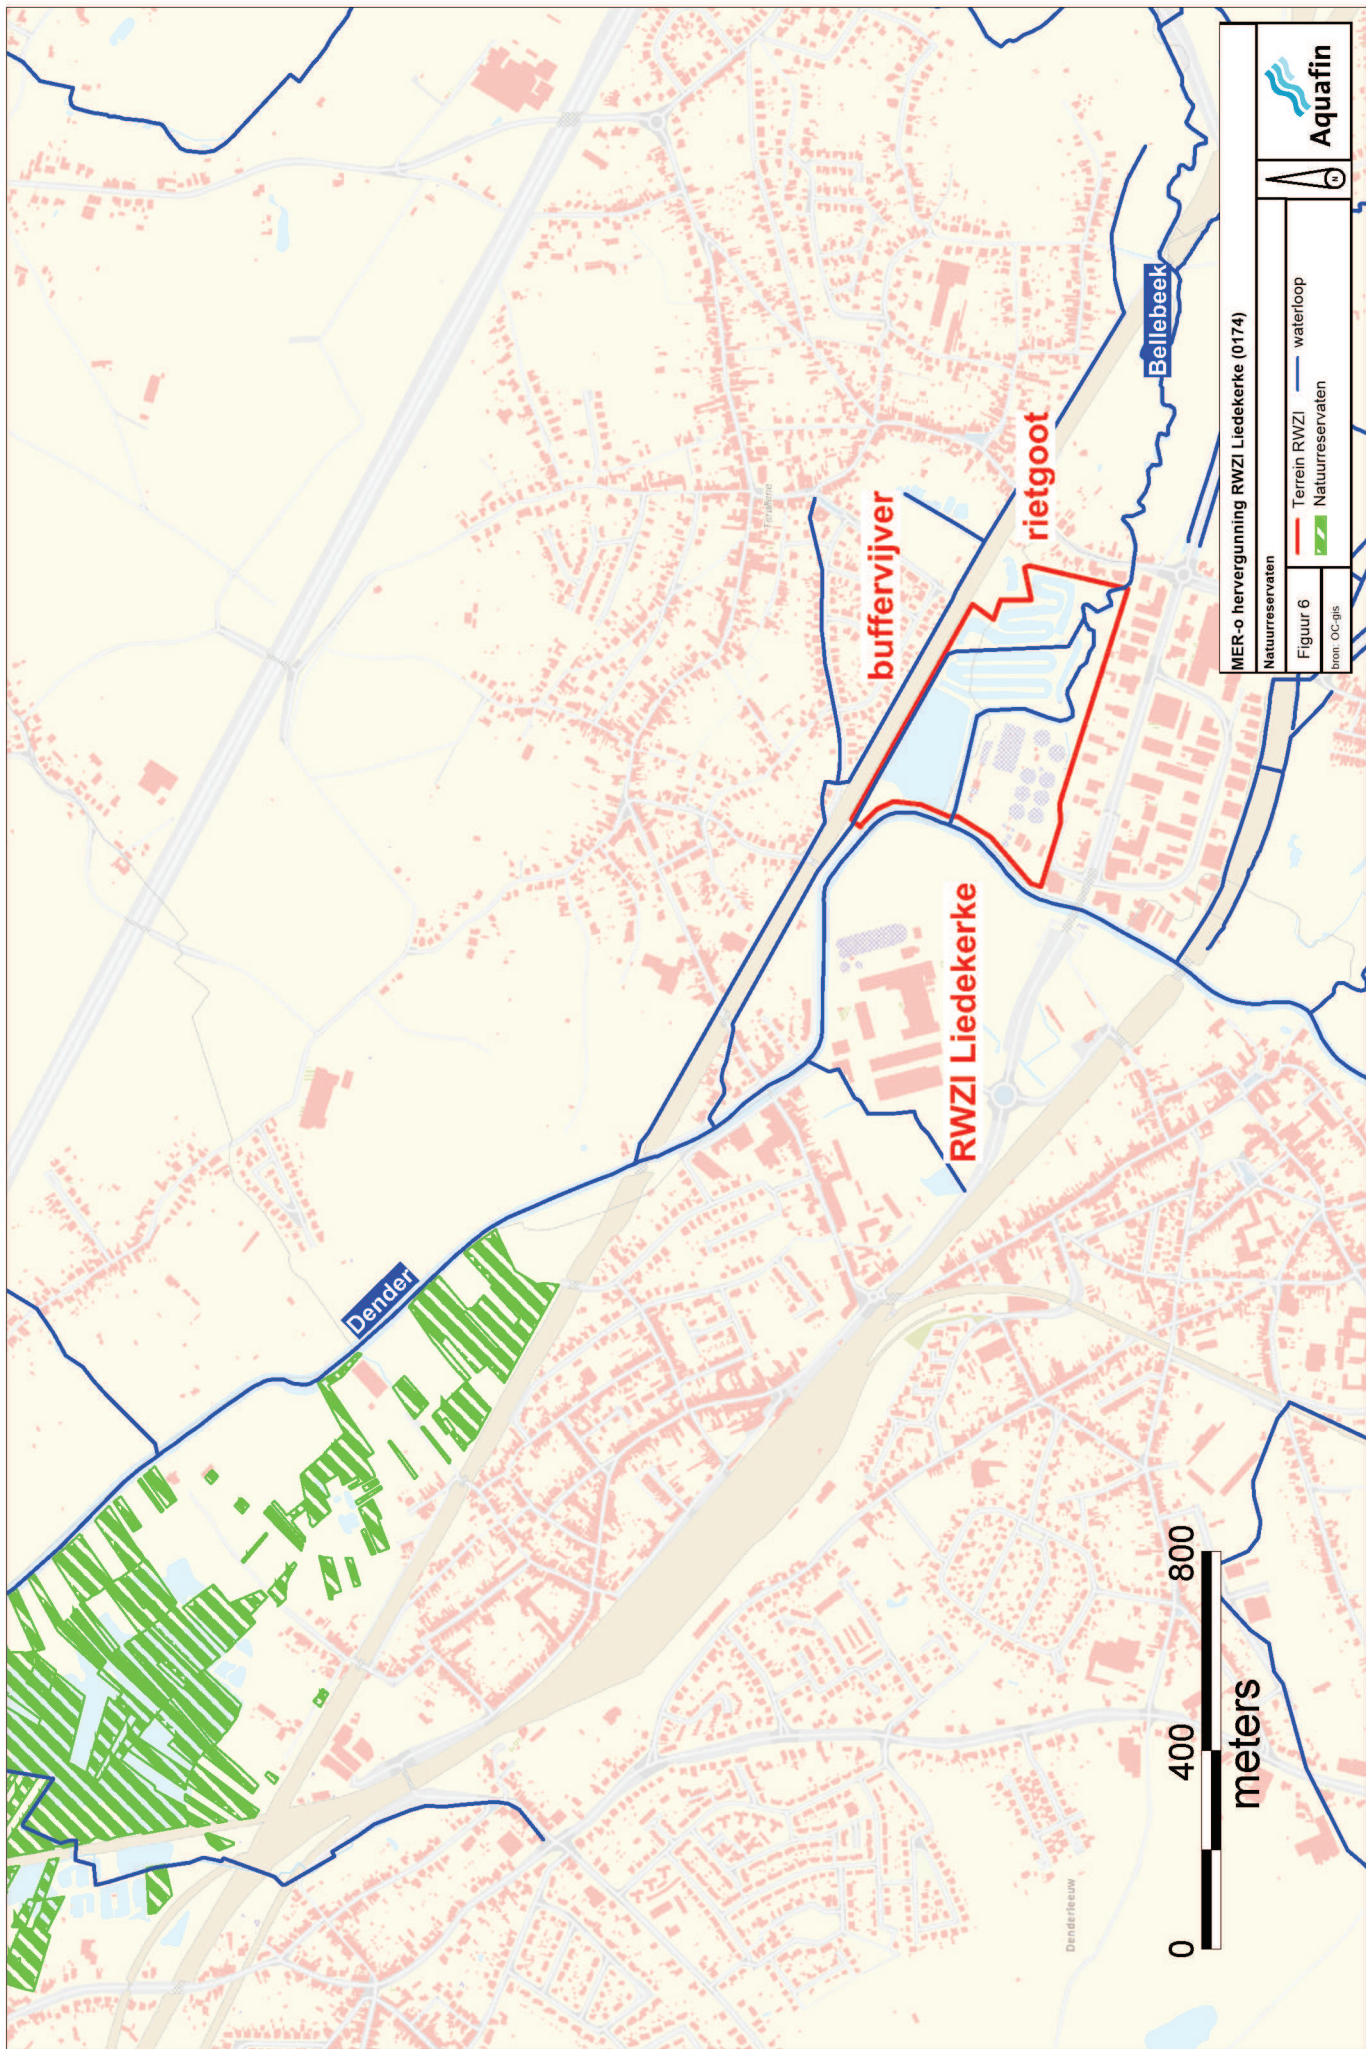 Dender
buffervijver
rietgoot
Bellebeek
RWZI Liedekerke
Denderleeuw
0 400 800
meters
MER-o hervergunning RWZI Liedekerke (0174)
Natuurreservaten
Figuur 6
bron: OC-gis
Terrein RWZI
waterloop
Natuurreservaten
N
Aquafin